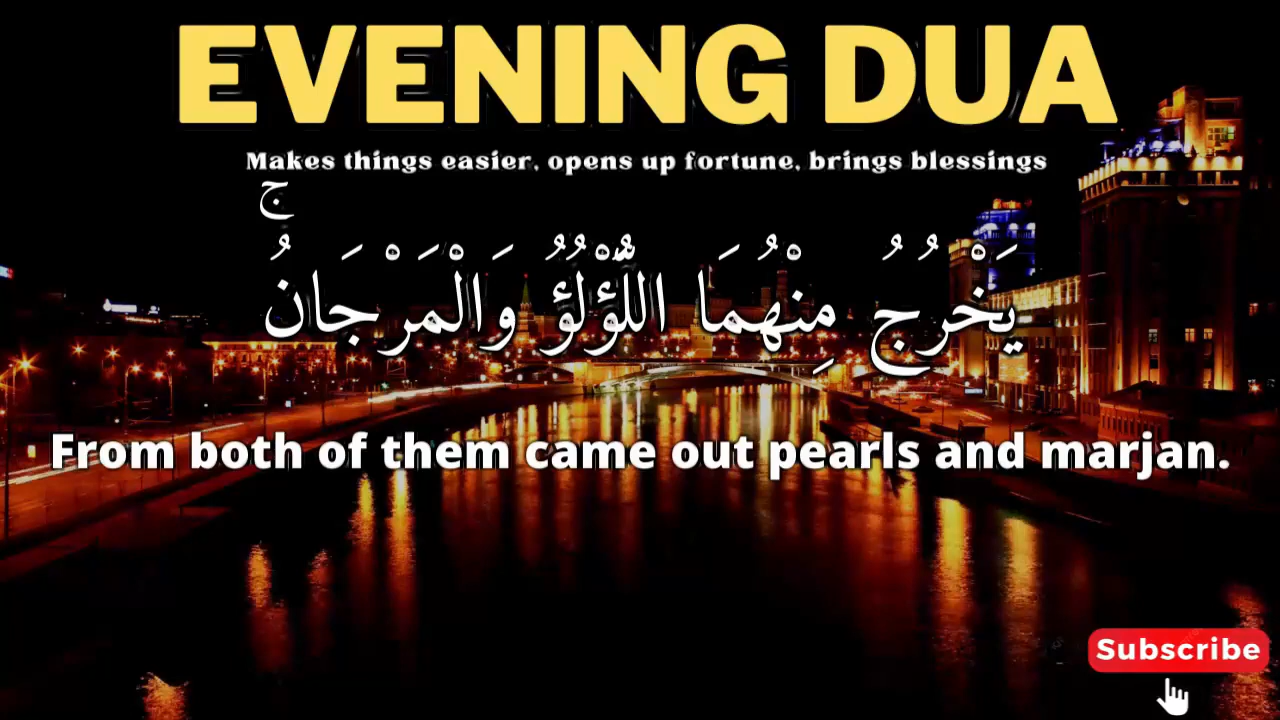 EVENING DUA
Makes things easier, opens up fortune, brings blessings
يَخْرُجُ مِنْهُمَا اللُّؤْلُؤُ وَالْمَرْجَانُۚ
From both of them came out pearls and marjan.
Subscribe